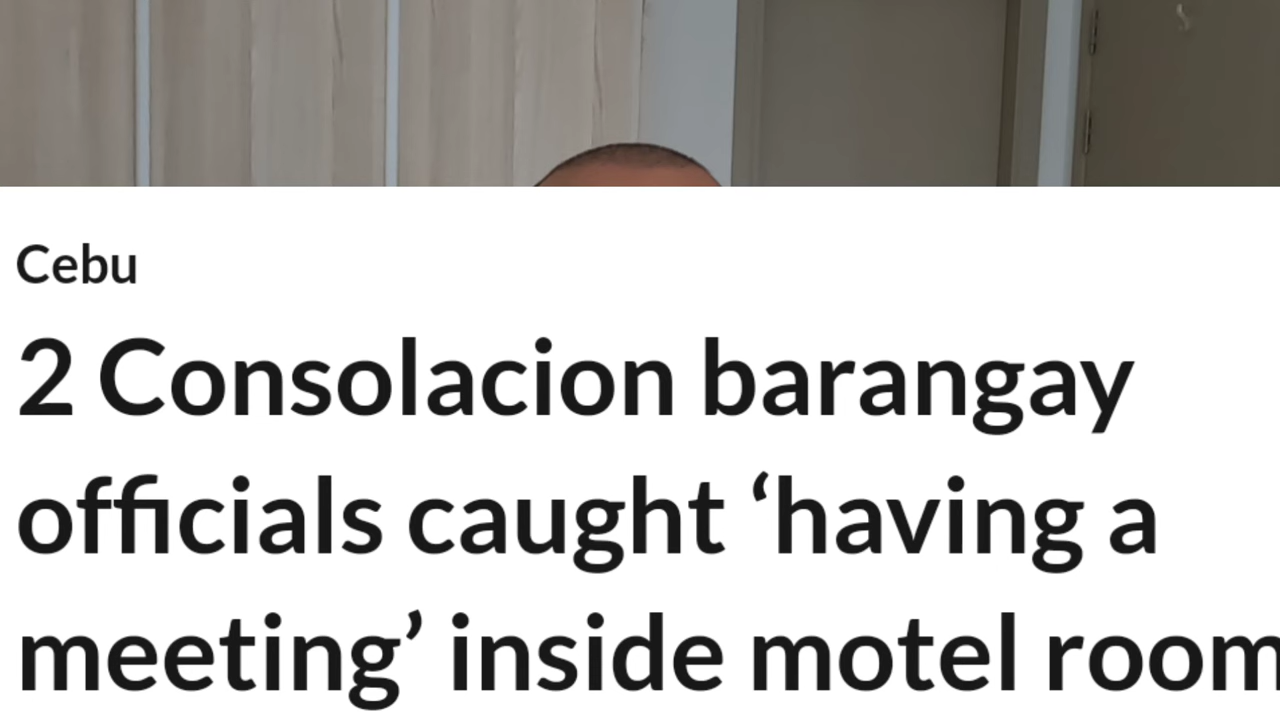 Cebu
2 Consolacion barangay
officials caught ‘having a
meeting’ inside motel room